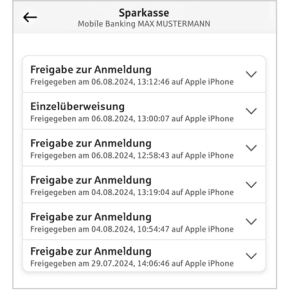 Sparkasse
Mobile Banking MAX MUSTERMANN
Freigabe zur Anmeldung
Freigegeben am 06.08.2024, 13:12:46 auf Apple iPhone
Einzelüberweisung
Freigegeben am 06.08.2024, 13:00:07 auf Apple iPhone
Freigabe zur Anmeldung
Freigegeben am 06.08.2024, 12:58:43 auf Apple iPhone
Freigabe zur Anmeldung
Freigegeben am 04.08.2024, 13:19:04 auf Apple iPhone
Freigabe zur Anmeldung
Freigegeben am 04.08.2024, 10:54:47 auf Apple iPhone
Freigabe zur Anmeldung
Freigegeben am 29.07.2024, 14:06:46 auf Apple iPhone